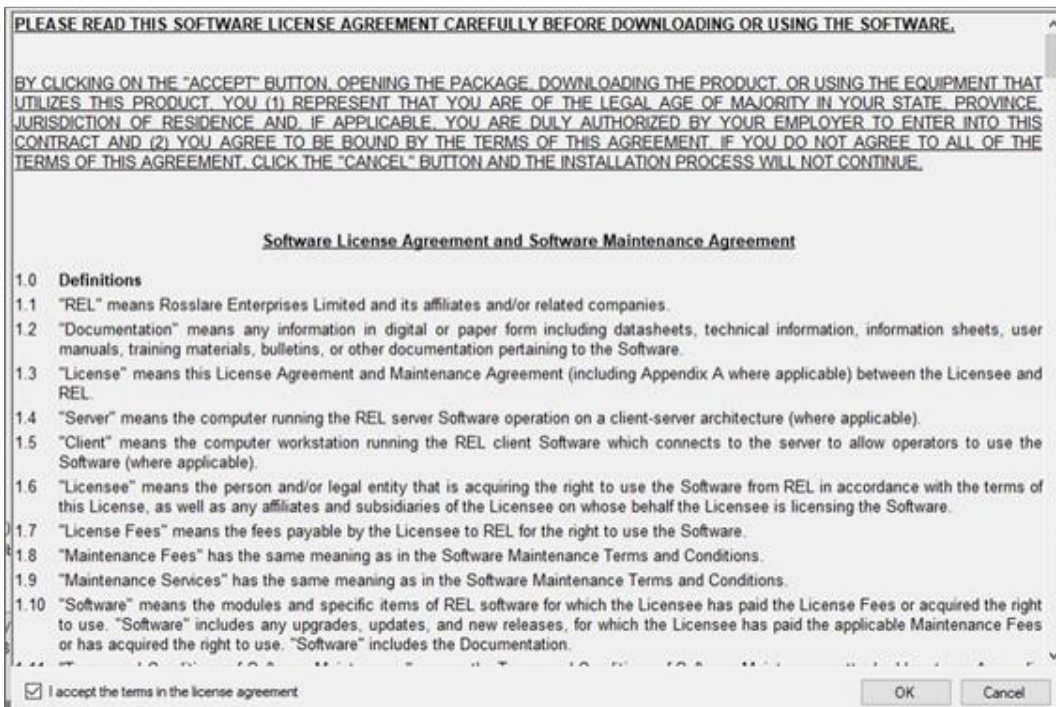 PLEASE READ THIS SOFTWARE LICENSE AGREEMENT CAREFULLY BEFORE DOWNLOADING OR USING THE SOFTWARE.
BY CLICKING ON THE "ACCEPT" BUTTON, OPENING THE PACKAGE, DOWNLOADING THE PRODUCT, OR USING THE EQUIPMENT THAT
UTILIZES THIS PRODUCT, YOU (1) REPRESENT THAT YOU ARE OF THE LEGAL AGE OF MAJORITY IN YOUR STATE, PROVINCE,
JURISDICTION OF RESIDENCE AND, IF APPLICABLE, YOU ARE DULY AUTHORIZED BY YOUR EMPLOYER TO ENTER INTO THIS
CONTRACT AND (2) YOU AGREE TO BE BOUND BY THE TERMS OF THIS AGREEMENT. IF YOU DO NOT AGREE TO ALL OF THE
TERMS OF THIS AGREEMENT, CLICK THE "CANCEL" BUTTON AND THE INSTALLATION PROCESS WILL NOT CONTINUE.
Software License Agreement and Software Maintenance Agreement
1.0 Definitions
1.1 "REL" means Rosslare Enterprises Limited and its affiliates and/or related companies.
1.2 "Documentation" means any information in digital or paper form including datasheets, technical information, information sheets, user
manuals, training materials, bulletins, or other documentation pertaining to the Software.
1.3 "License" means this License Agreement and Maintenance Agreement (including Appendix A where applicable) between the Licensee and
REL.
1.4 "Server" means the computer running the REL server Software operation on a client-server architecture (where applicable).
1.5 "Client" means the computer workstation running the REL client Software which connects to the server to allow operators to use the
Software (where applicable).
1.6 "Licensee" means the person and/or legal entity that is acquiring the right to use the Software from REL in accordance with the terms of
this License, as well as any affiliates and subsidiaries of the Licensee on whose behalf the Licensee is licensing the Software.
1.7 "License Fees" means the fees payable by the Licensee to REL for the right to use the Software.
1.8 "Maintenance Fees" has the same meaning as in the Software Maintenance Terms and Conditions.
1.9 "Maintenance Services" has the same meaning as in the Software Maintenance Terms and Conditions.
1.10 "Software" means the modules and specific items of REL software for which the Licensee has paid the License Fees or acquired the right
to use. "Software" includes any upgrades, updates, and new releases, for which the Licensee has paid the applicable Maintenance Fees
or has acquired the right to use. "Software" includes the Documentation.
I accept the terms in the license agreement
OK Cancel